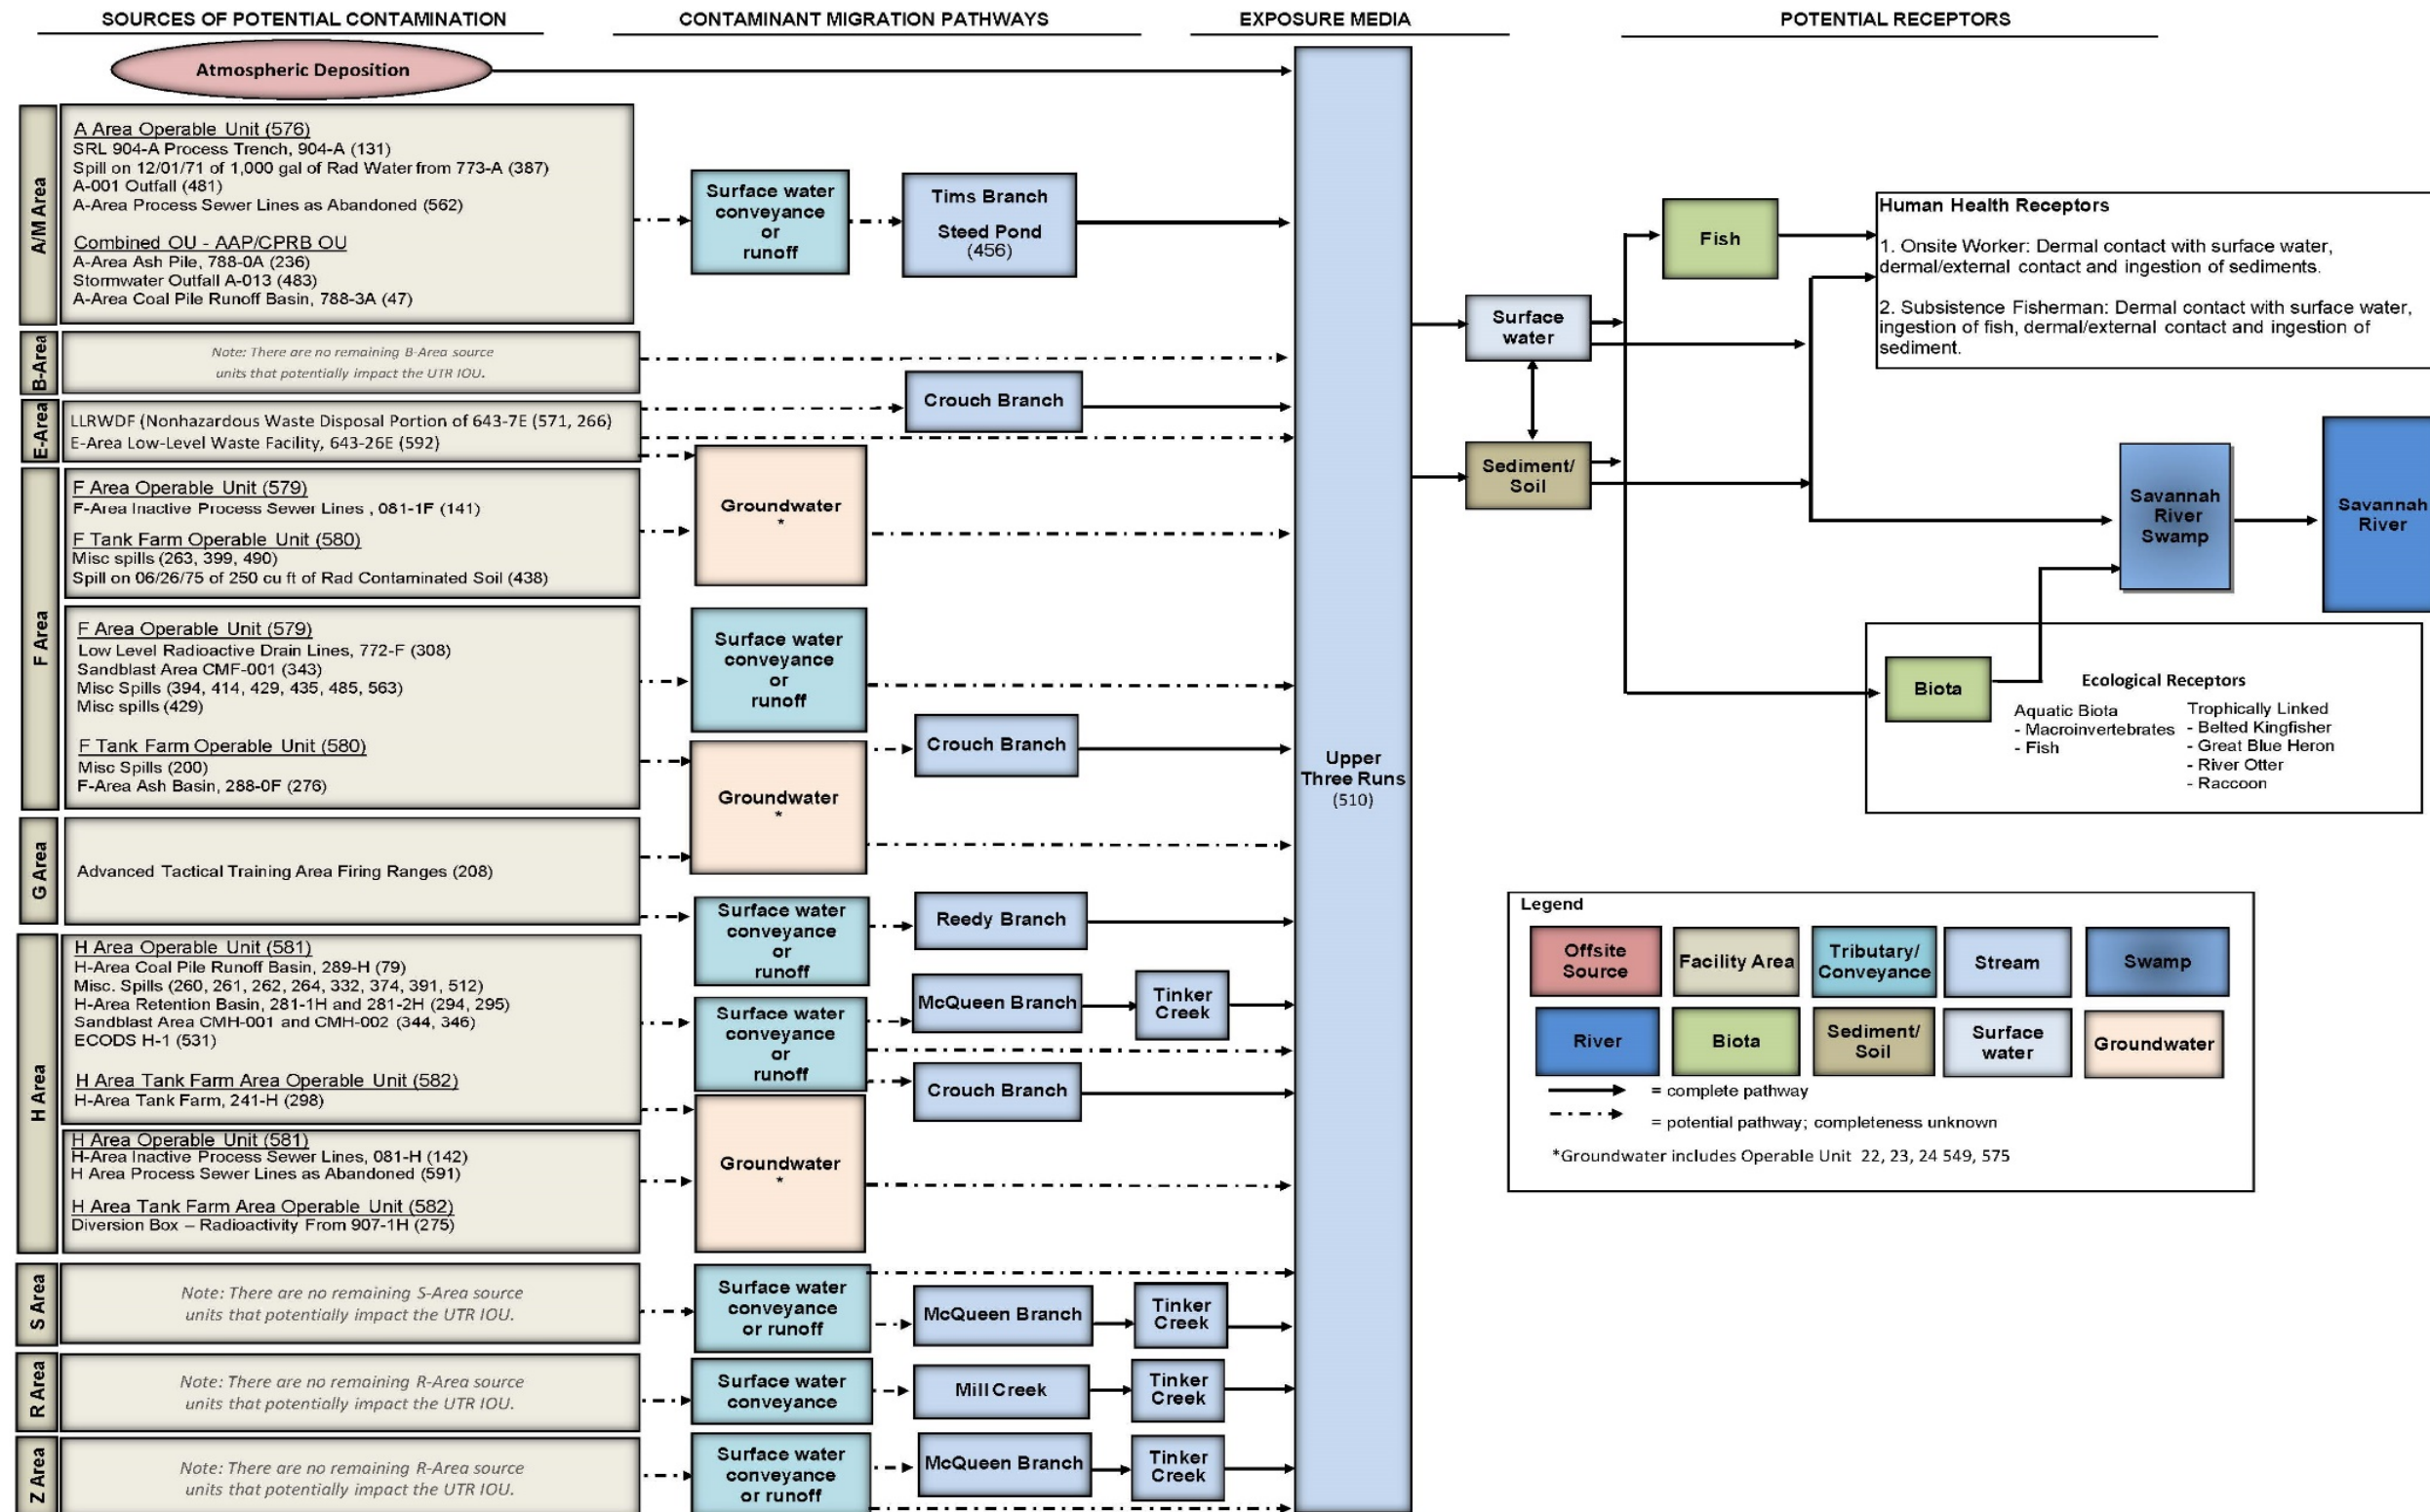 SOURCES OF POTENTIAL CONTAMINATION
CONTAMINANT MIGRATION PATHWAYS
EXPOSURE MEDIA
POTENTIAL RECEPTORS
Atmospheric Deposition
A/M Area
A Area Operable Unit (576)
SRL 904-A Process Trench, 904-A (131)
Spill on 12/01/71 of 1,000 gal of Rad Water from 773-A (387)
A-001 Outfall (481)
A-Area Process Sewer Lines as Abandoned (562)
Combined OU - AAP/CPRB OU
A-Area Ash Pile, 788-0A (236)
Stormwater Outfall A-013 (483)
A-Area Coal Pile Runoff Basin, 788-3A (47)
Surface water
conveyance
or
runoff
Tims Branch
Steed Pond
(456)
B-Area
Note: There are no remaining B-Area source
units that potentially impact the UTR IOU.
E-Area
LLRWDF (Nonhazardous Waste Disposal Portion of 643-7E (571, 266)
E-Area Low-Level Waste Facility, 643-26E (592)
Crouch Branch
F Area
F Area Operable Unit (579)
F-Area Inactive Process Sewer Lines , 081-1F (141)
F Tank Farm Operable Unit (580)
Misc spills (263, 399, 490)
Spill on 06/26/75 of 250 cu ft of Rad Contaminated Soil (438)
Groundwater
*
F Area Operable Unit (579)
Low Level Radioactive Drain Lines, 772-F (308)
Sandblast Area CMF-001 (343)
Misc Spills (394, 414, 429, 435, 485, 563)
Misc spills (429)
F Tank Farm Operable Unit (580)
Misc Spills (200)
F-Area Ash Basin, 288-0F (276)
Surface water
conveyance
or
runoff
Groundwater
*
Crouch Branch
G Area
Advanced Tactical Training Area Firing Ranges (208)
Surface water
conveyance
or
runoff
Reedy Branch
H Area
H Area Operable Unit (581)
H-Area Coal Pile Runoff Basin, 289-H (79)
Misc. Spills (260, 261, 262, 264, 332, 374, 391, 512)
H-Area Retention Basin, 281-1H and 281-2H (294, 295)
Sandblast Area CMH-001 and CMH-002 (344, 346)
ECODS H-1 (531)
H Area Tank Farm Area Operable Unit (582)
H-Area Tank Farm, 241-H (298)
Surface water
conveyance
or
runoff
McQueen Branch
Tinker
Creek
Crouch Branch
H Area Operable Unit (581)
H-Area Inactive Process Sewer Lines, 081-H (142)
H Area Process Sewer Lines as Abandoned (591)
H Area Tank Farm Area Operable Unit (582)
Diversion Box – Radioactivity From 907-1H (275)
Groundwater
*
S Area
Note: There are no remaining S-Area source
units that potentially impact the UTR IOU.
Surface water
conveyance
or runoff
McQueen Branch
Tinker
Creek
R Area
Note: There are no remaining R-Area source
units that potentially impact the UTR IOU.
Surface water
conveyance
Mill Creek
Tinker
Creek
Z Area
Note: There are no remaining R-Area source
units that potentially impact the UTR IOU.
Surface water
conveyance
or runoff
McQueen Branch
Tinker
Creek
Upper
Three Runs
(510)
Surface
water
Sediment/
Soil
Fish
Human Health Receptors
1. Onsite Worker: Dermal contact with surface water,
dermal/external contact and ingestion of sediments.
2. Subsistence Fisherman: Dermal contact with surface water,
ingestion of fish, dermal/external contact and ingestion of
sediment.
Savannah
River
Swamp
Savannah
River
Biota
Ecological Receptors
Aquatic Biota
- Macroinvertebrates
- Fish
Trophically Linked
- Belted Kingfisher
- Great Blue Heron
- River Otter
- Raccoon
Legend
Offsite
Source
Facility Area
Tributary/
Conveyance
Stream
Swamp
River
Biota
Sediment/
Soil
Surface
water
Groundwater
= complete pathway
= potential pathway; completeness unknown
*Groundwater includes Operable Unit 22, 23, 24 549, 575